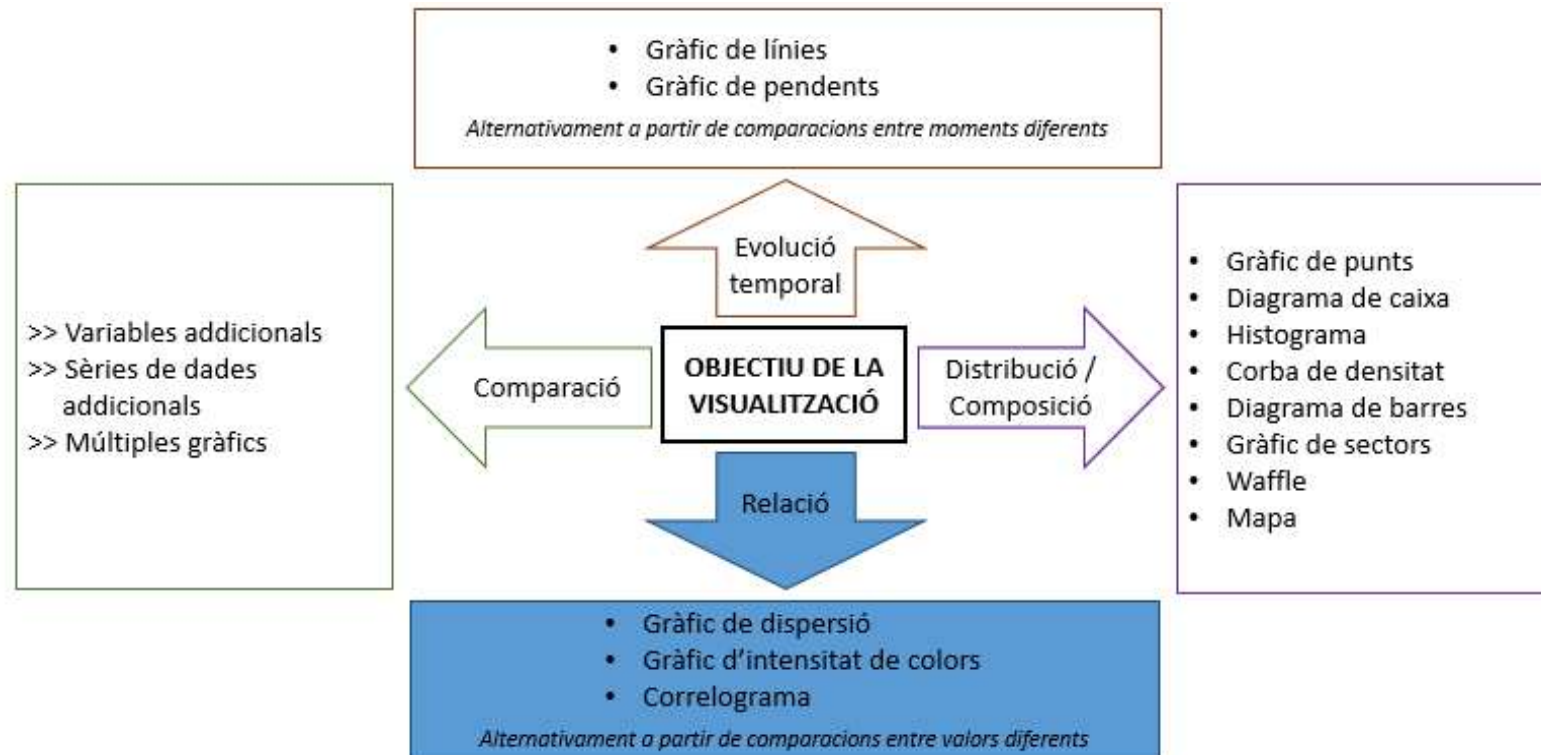 • Gràfic de línies
• Gràfic de pendents
Alternativament a partir de comparacions entre moments diferents
Evolució
temporal
>> Variables addicionals
>> Sèries de dades
addicionals
>> Múltiples gràfics
Comparació
OBJECTIU DE LA
VISUALITZACIÓ
Distribució /
Composició
• Gràfic de punts
• Diagrama de caixa
• Histograma
• Corba de densitat
• Diagrama de barres
• Gràfic de sectors
• Waffle
• Mapa
Relació
• Gràfic de dispersió
• Gràfic d’intensitat de colors
• Correlograma
Alternativament a partir de comparacions entre valors diferents